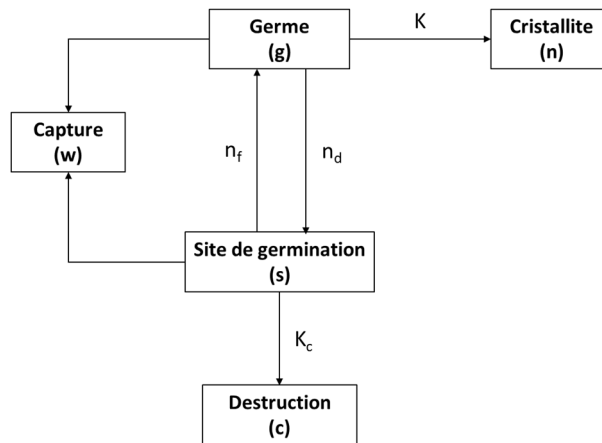 Germe
(g)
K
Cristallite
(n)
Capture
(w)
n_f
n_d
Site de germination
(s)
K_c
Destruction
(c)